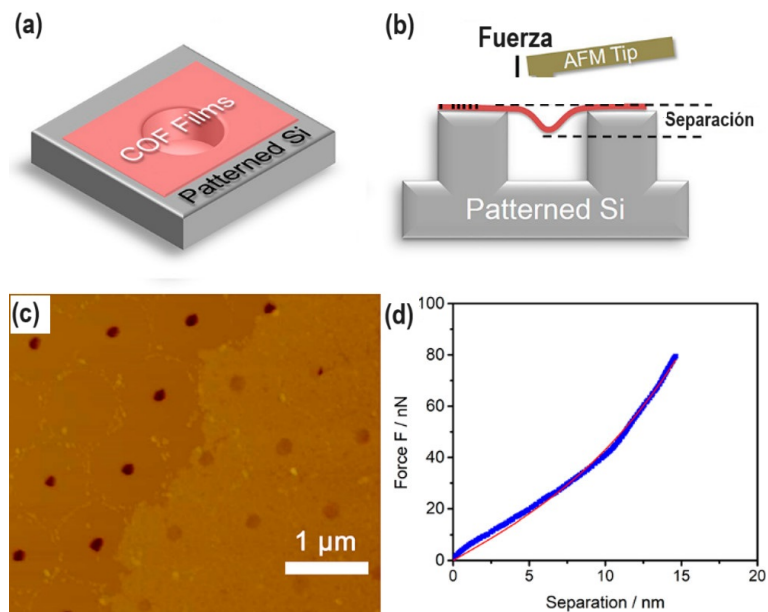 (a)
COF Films
Patterned Si
(b)
Fuerza
AFM Tip
Separación
Patterned Si
(c)
1 µm
(d)
Force F / nN
100
80
60
40
20
0
0 5 10 15 20
Separation / nm